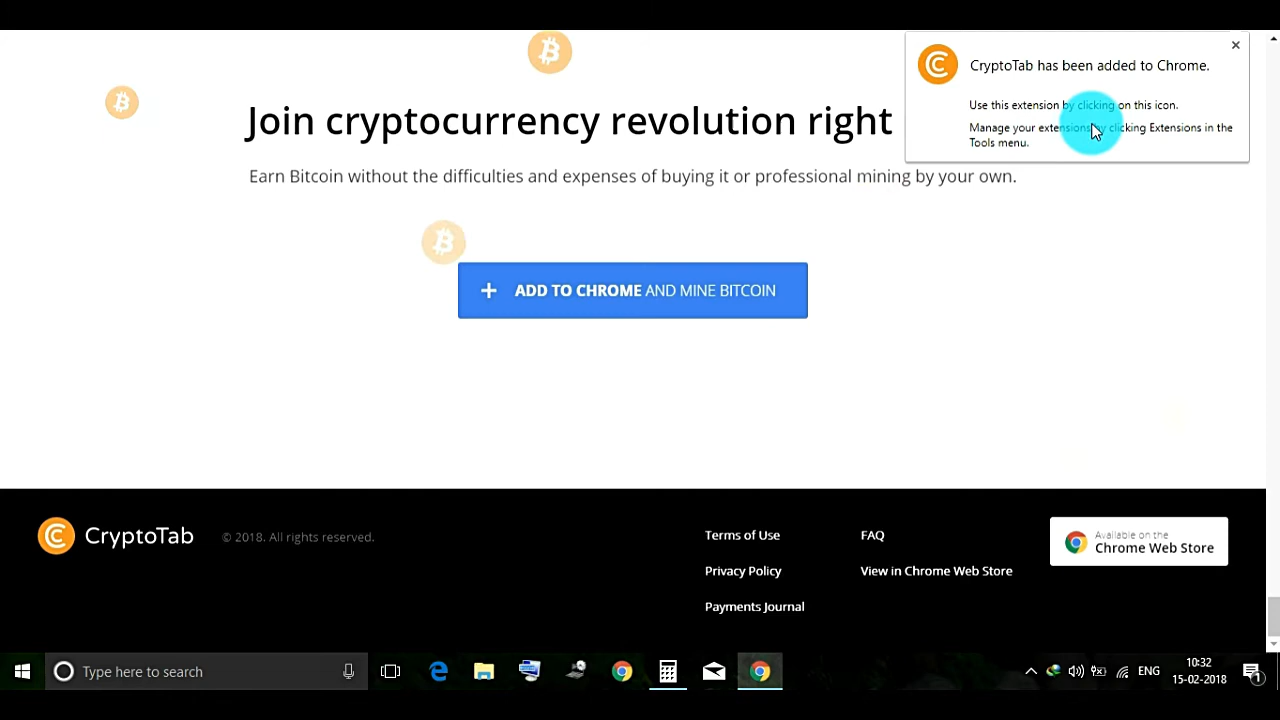 CryptoTab has been added to Chrome.
Use this extension by clicking on this icon.
Manage your extensions by clicking Extensions in the
Tools menu.
Join cryptocurrency revolution right
Earn Bitcoin without the difficulties and expenses of buying it or professional mining by your own.
+ ADD TO CHROME AND MINE BITCOIN
CryptoTab
© 2018. All rights reserved.
Terms of Use
FAQ
Privacy Policy
View in Chrome Web Store
Payments Journal
Available on the
Chrome Web Store
Type here to search
ENG
10:32
15-02-2018
1